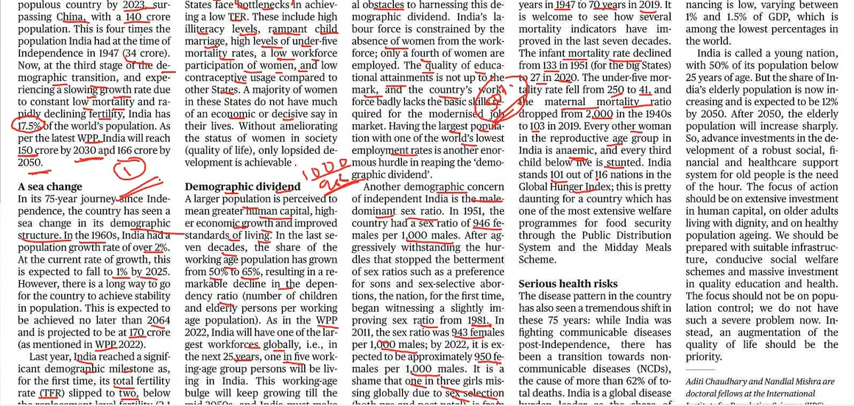 populous country by 2023, sur-
passing China, with a 140 crore
population. This is four times the
population India had at the time of
Independence in 1947 (34 crore).
Now, at the third stage of the de-
mographic transition, and expe-
riencing a slowing growth rate due
to constant low mortality and ra-
pidly declining fertility, India has
17.5% of the world's population. As
per the latest WPP, India will reach
150 crore by 2030 and 166 crore by
2050.
1
A sea change
In its 75-year journey since Inde-
pendence, the country has seen a
sea change in its demographic
structure. In the 1960s, India had a
population growth rate of over 2%.
At the current rate of growth, this
is expected to fall to 1% by 2025.
However, there is a long way to go
for the country to achieve stability
in population. This is expected to
be achieved no later than 2064
and is projected to be at 170 crore
(as mentioned in WPP 2022).
Last year, India reached a signif-
icant demographic milestone as,
for the first time, its total fertility
rate (TFR) slipped to two, below
States face bottlenecks in achiev-
ing a low TFR. These include high
illiteracy levels, rampant child
marriage, high levels of under-five
mortality rates, a low workforce
participation of women, and low
contraceptive usage compared to
other States. A majority of women
in these States do not have much
of an economic or decisive say in
their lives. Without ameliorating
the status of women in society
(quality of life), only lopsided de-
velopment is achievable .
1000
Demographic dividend
A larger population is perceived to
mean greater human capital, high-
er economic growth and improved
standards of living. In the last se-
ven decades, the share of the
working age population has grown
from 50% to 65%, resulting in a re-
markable decline in the depen-
dency ratio (number of children
and elderly persons per working
age population). As in the WPP
2022, India will have one of the lar-
gest workforces globally, i.e., in
the next 25 years, one in five work-
ing-age group persons will be liv-
ing in India. This working-age
bulge will keep growing till the
al obstacles to harnessing this de-
mographic dividend. India's la-
bour force is constrained by the
absence of women from the work-
force; only a fourth of women are
employed. The quality of educa-
tional attainments is not up to the
mark, and the country's work-
force badly lacks the basic skills re-
quired for the modernised job
market. Having the largest popula-
tion with one of the world's lowest
employment rates is another enor-
mous hurdle in reaping the 'demo-
graphic dividend'.
Another demographic concern
of independent India is the male-
dominant sex ratio. In 1951, the
country had a sex ratio of 946 fe-
males per 1,000 males. After ag-
gressively withstanding the hur-
dles that stopped the betterment
of sex ratios such as a preference
for sons and sex-selective abor-
tions, the nation, for the first time,
began witnessing a slightly im-
proving sex ratio from 1981. In
2011, the sex ratio was 943 females
per 1,000 males; by 2022, it is ex-
pected to be approximately 950 fe-
males per 1,000 males. It is a
shame that one in three girls mis-
sing globally due to sex selection
years in 1947 to 70 years in 2019. It
is welcome to see how several
mortality indicators have im-
proved in the last seven decades.
The infant mortality rate declined
from 133 in 1951 (for the big States)
to 27 in 2020. The under-five mor-
tality rate fell from 250 to 41, and
the maternal mortality ratio
dropped from 2,000 in the 1940s
to 103 in 2019. Every other woman
in the reproductive age group in
India is anaemic, and every third
child below five is stunted. India
stands 101 out of 116 nations in the
Global Hunger Index; this is pretty
daunting for a country which has
one of the most extensive welfare
programmes for food security
through the Public Distribution
System and the Midday Meals
Scheme.
Serious health risks
The disease pattern in the country
has also seen a tremendous shift in
these 75 years: while India was
fighting communicable diseases
post-Independence, there has
been a transition towards non-
communicable diseases (NCDs),
the cause of more than 62% of to-
tal deaths. India is a global disease
nancing is low, varying between
1% and 1.5% of GDP, which is
among the lowest percentages in
the world.
India is called a young nation,
with 50% of its population below
25 years of age. But the share of In-
dia's elderly population is now in-
creasing and is expected to be 12%
by 2050. After 2050, the elderly
population will increase sharply.
So, advance investments in the de-
velopment of a robust social, fi-
nancial and healthcare support
system for old people is the need
of the hour. The focus of action
should be on extensive investment
in human capital, on older adults
living with dignity, and on healthy
population ageing. We should be
prepared with suitable infrastruc-
ture, conducive social welfare
schemes and massive investment
in quality education and health.
The focus should not be on popu-
lation control; we do not have
such a severe problem now. In-
stead, an augmentation of the
quality of life should be the
priority.
Aditi Chaudhary and Nandlal Mishra are
doctoral fellows at the International